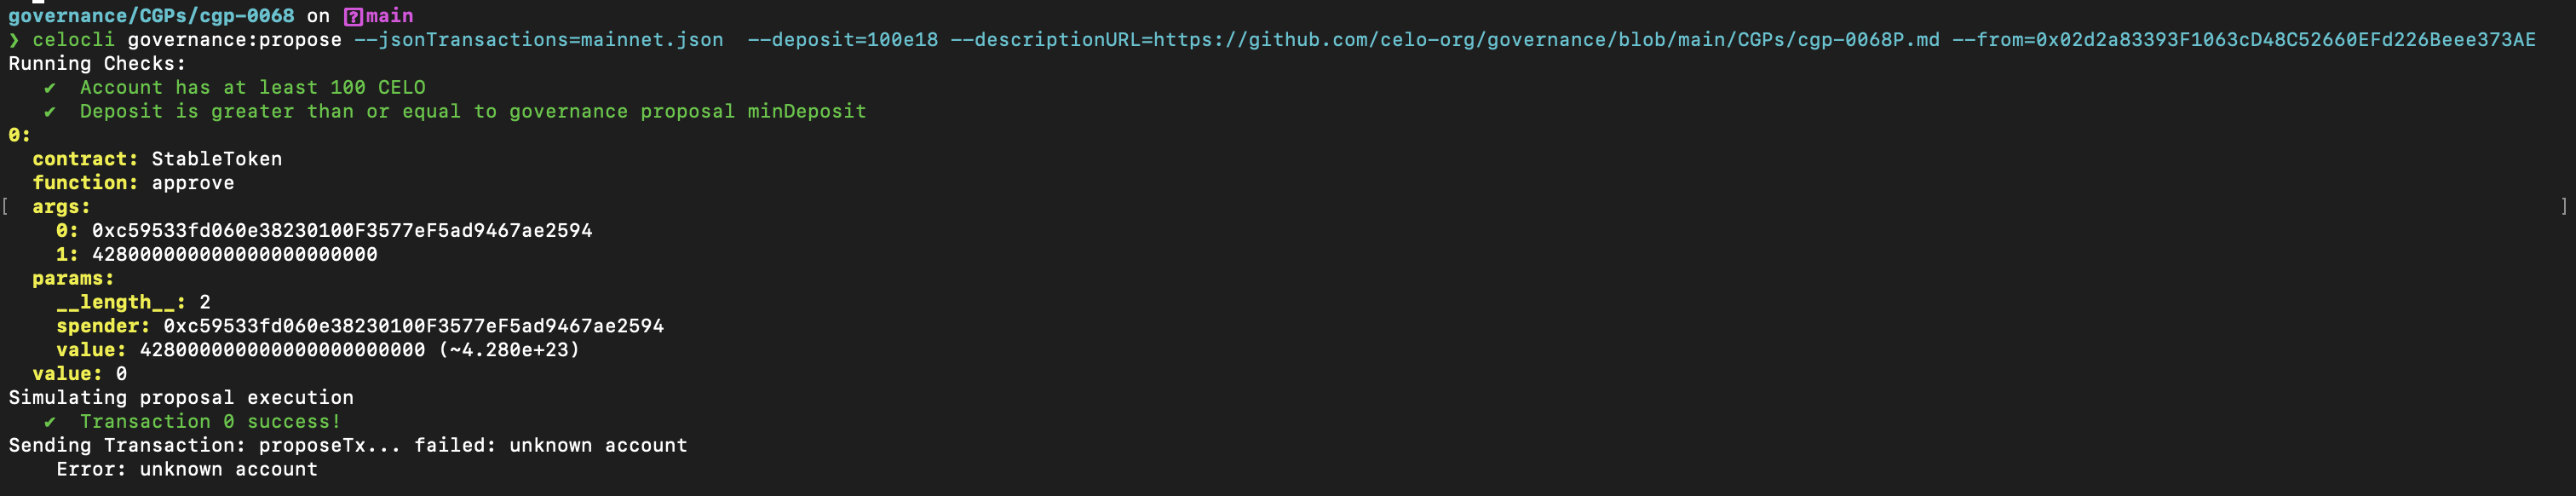 governance/CGPs/cgp-0068 on ?main
❯ celocli governance:propose --jsonTransactions=mainnet.json  --deposit=100e18 --descriptionURL=https://github.com/celo-org/governance/blob/main/CGPs/cgp-0068P.md --from=0x02d2a83393F1063cD48C52660EFd226Beee373AE
Running Checks:
   ✔  Account has at least 100 CELO
   ✔  Deposit is greater than or equal to governance proposal minDeposit
0:
  contract: StableToken
  function: approve
[ args: ]
    0: 0xc59533fd060e38230100F3577eF5ad9467ae2594
    1: 428000000000000000000000
  params:
    __length__: 2
    spender: 0xc59533fd060e38230100F3577eF5ad9467ae2594
    value: 428000000000000000000000 (~4.280e+23)
  value: 0
Simulating proposal execution
   ✔  Transaction 0 success!
Sending Transaction: proposeTx... failed: unknown account
    Error: unknown account